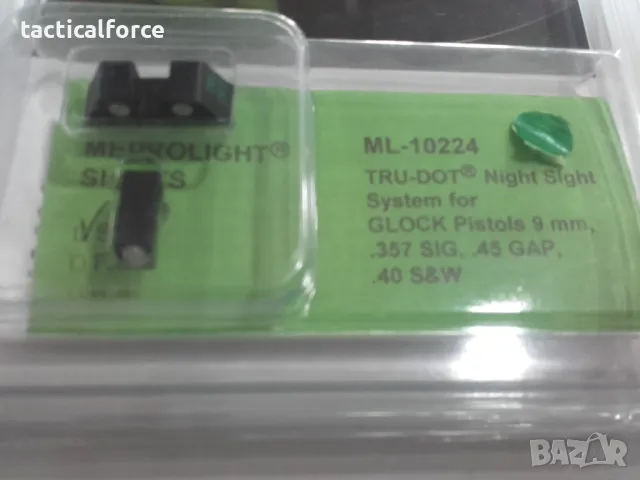 tacticalforce
MEPROLIGHT®
ML-10224
TRU-DOT® Night Sight
System for
GLOCK Pistols 9 mm,
.357 SIG, .45 GAP,
.40 S&W
BAZAR